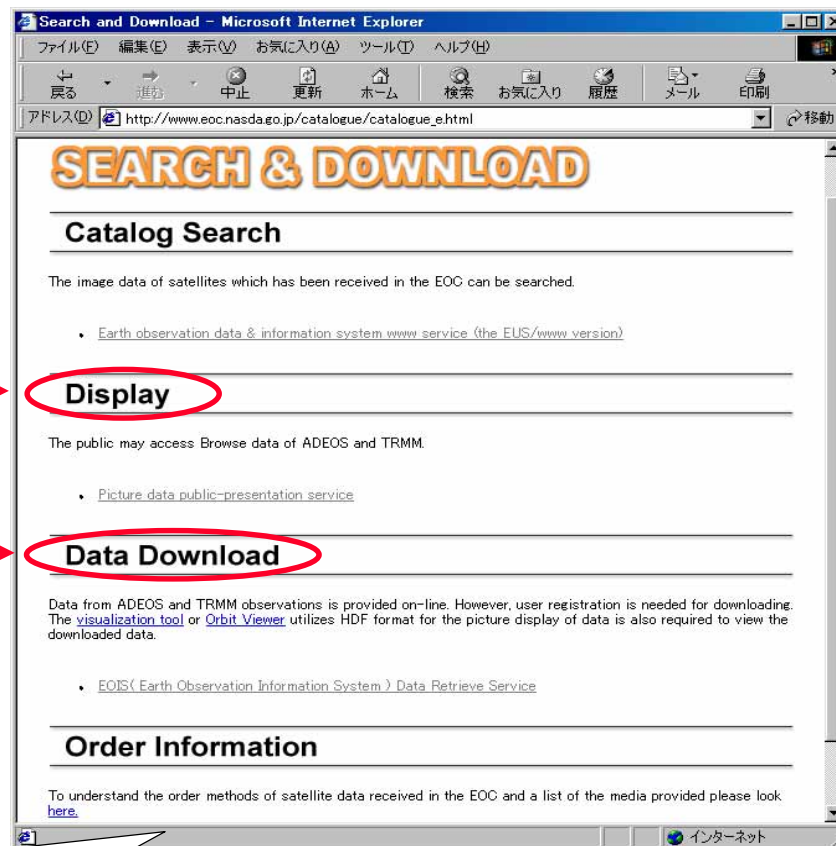 Search and Download - Microsoft Internet Explorer
ファイル(F) 編集(E) 表示(V) お気に入り(A) ツール(T) ヘルプ(H)
戻る 進む 中止 更新 ホーム 検索 お気に入り 履歴 メール 印刷
アドレス(D) http://www.eoc.nasda.go.jp/catalogue/catalogue_e.html 移動
SEARCH & DOWNLOAD
Catalog Search
The image data of satellites which has been received in the EOC can be searched.
Earth observation data & information system www service (the EUS/www version)
Display
The public may access Browse data of ADEOS and TRMM.
Picture data public-presentation service
Data Download
Data from ADEOS and TRMM observations is provided on-line. However, user registration is needed for downloading.
The visualization tool or Orbit Viewer utilizes HDF format for the picture display of data is also required to view the
downloaded data.
EOIS( Earth Observation Information System ) Data Retrieve Service
Order Information
To understand the order methods of satellite data received in the EOC and a list of the media provided please look
here.
インターネット